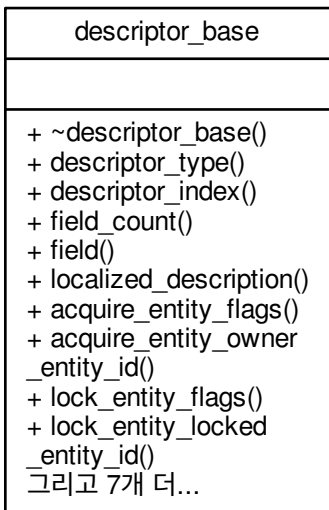 descriptor_base
+ ~descriptor_base()
+ descriptor_type()
+ descriptor_index()
+ field_count()
+ field()
+ localized_description()
+ acquire_entity_flags()
+ acquire_entity_owner
_entity_id()
+ lock_entity_flags()
+ lock_entity_locked
_entity_id()
그리고 7개 더...